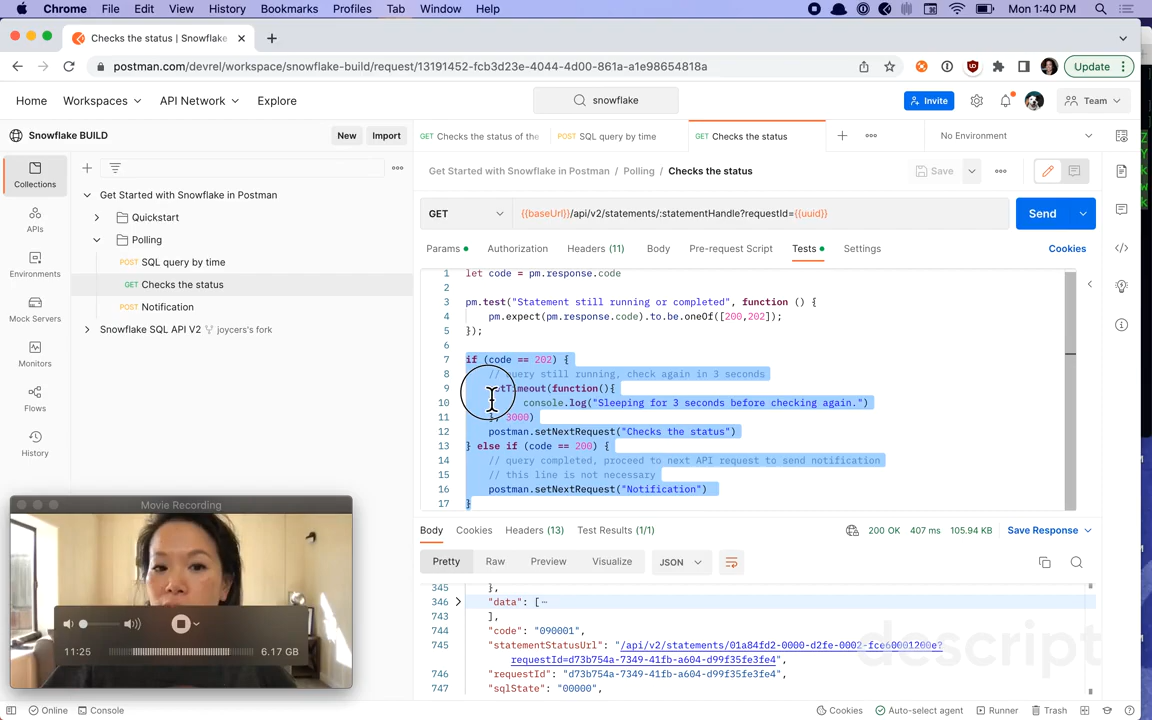 Chrome File Edit View History Bookmarks Profiles Tab Window Help Mon 1:40 PM
Checks the status | Snowflake
postman.com/devrel/workspace/snowflake-build/request/13191452-fcb3d23e-4044-4d00-861a-a1e98654818a Update
Home Workspaces API Network Explore snowflake Invite Team
Snowflake BUILD New Import
GET Checks the status of the POST SQL query by time GET Checks the status No Environment
Collections
APIs
Environments
Mock Servers
Monitors
Flows
History
Get Started with Snowflake in Postman
Quickstart
Polling
POST SQL query by time
GET Checks the status
POST Notification
Snowflake SQL API V2 joycers's fork
Get Started with Snowflake in Postman / Polling / Checks the status Save
GET {{baseUrl}}/api/v2/statements/:statementHandle?requestId={{uuid}} Send
Params Authorization Headers (11) Body Pre-request Script Tests Settings Cookies
1 let code = pm.response.code
2
3 pm.test("Statement still running or completed", function () {
4 pm.expect(pm.response.code).to.be.oneOf([200,202]);
5 });
6
7 if (code == 202) {
8 // query still running, check again in 3 seconds
9 setTimeout(function(){
10 console.log("Sleeping for 3 seconds before checking again.")
11 }, 3000)
12 postman.setNextRequest("Checks the status")
13 } else if (code == 200) {
14 // query completed, proceed to next API request to send notification
15 // this line is not necessary
16 postman.setNextRequest("Notification")
17 }
Body Cookies Headers (13) Test Results (1/1) 200 OK 407 ms 105.94 KB Save Response
Pretty Raw Preview Visualize JSON
345 },
346 "data": [
743 ],
744 "code": "090001",
745 "statementStatusUrl": "/api/v2/statements/01a84fd2-0000-d2fe-0002-fce60001200e?
requestId=d73b754a-7349-41fb-a604-d99f35fe3fe4",
746 "requestId": "d73b754a-7349-41fb-a604-d99f35fe3fe4",
747 "sqlState": "00000",
descript
Movie Recording
11:25 6.17 GB
Online Console Cookies Auto-select agent Runner Trash